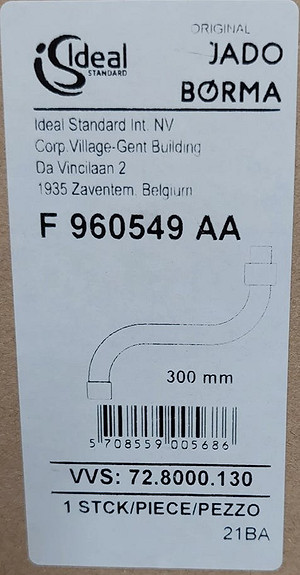 Ideal
STANDARD
ORIGINAL
JADO
BØRMA
Ideal Standard Int. NV
Corp.Village-Gent Building
Da Vincilaan 2
1935 Zaventem, Belgium
F 960549 AA
300 mm
5 708559 005686
VVS: 72.8000.130
1 STCK/PIECE/PEZZO
21BA